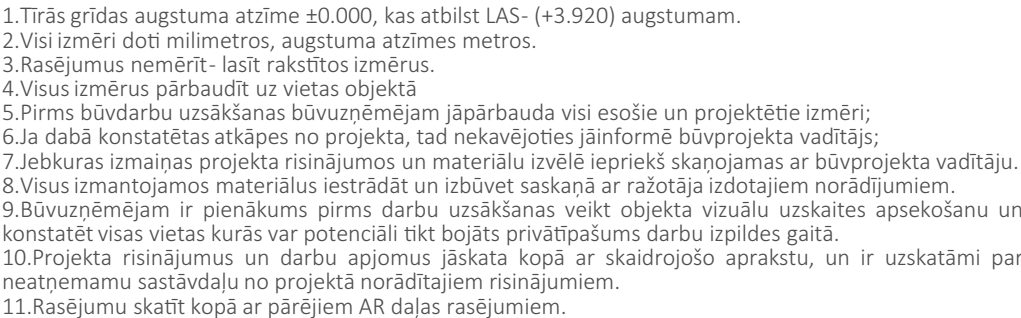 1.Tīrās grīdas augstuma atzīme ±0.000, kas atbilst LAS- (+3.920) augstumam.
2.Visi izmēri doti milimetros, augstuma atzīmes metros.
3.Rasējumus nemērīt- lasīt rakstītos izmērus.
4.Visus izmērus pārbaudīt uz vietas objektā
5.Pirms būvdarbu uzsākšanas būvuzņēmējam jāpārbauda visi esošie un projektētie izmēri;
6.Ja dabā konstatētas atkāpes no projekta, tad nekavējoties jāinformē būvprojekta vadītājs;
7.Jebkuras izmaiņas projekta risinājumos un materiālu izvēlē iepriekš skaņojamas ar būvprojekta vadītāju.
8.Visus izmantojamos materiālus iestrādāt un izbūvet saskaņā ar ražotāja izdotajiem norādījumiem.
9.Būvuzņēmējam ir pienākums pirms darbu uzsākšanas veikt objekta vizuālu uzskaites apsekošanu un
konstatēt visas vietas kurās var potenciāli tikt bojāts privātīpašums darbu izpildes gaitā.
10.Projekta risinājumus un darbu apjomus jāskata kopā ar skaidrojošo aprakstu, un ir uzskatāmi par
neatņemamu sastāvdaļu no projektā norādītajiem risinājumiem.
11.Rasējumu skatīt kopā ar pārējiem AR daļas rasējumiem.